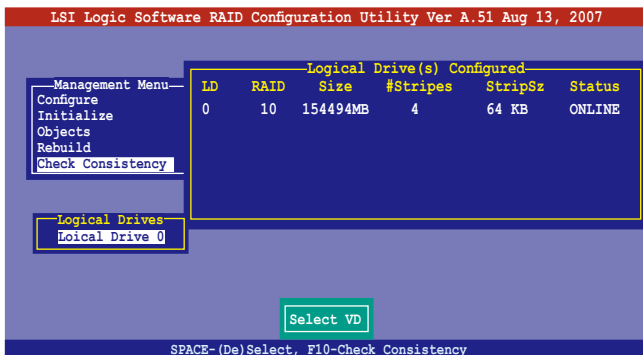 LSI Logic Software RAID Configuration Utility Ver A.51 Aug 13, 2007
Logical Drive(s) Configured
LD RAID Size #Stripes StripSz Status
0 10 154494MB 4 64 KB ONLINE
Management Menu
Configure
Initialize
Objects
Rebuild
Check Consistency
Logical Drives
Loical Drive 0
Select VD
SPACE-(De)Select, F10-Check Consistency